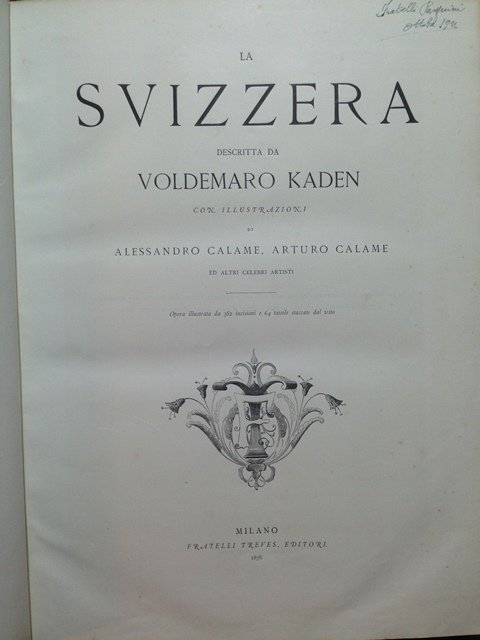 Fratelli
LA
SVIZZERA
DESCRITTA DA
VOLDEMARO KADEN
CON ILLUSTRAZIONI
DI
ALESSANDRO CALAME, ARTURO CALAME
ED ALTRI CELEBRI ARTISTI
Opera illustrata da 382 incisioni e 64 tavole staccate dal testo
MILANO
FRATELLI TREVES, EDITORI.